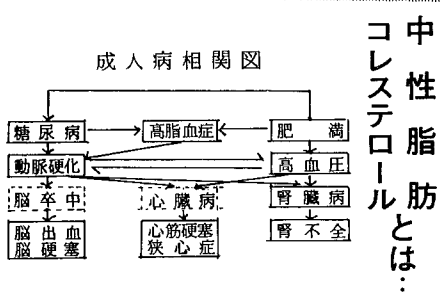 中性脂肪
コレステロールとは…
成人病相関図
糖尿病 高脂血症 肥満
動脈硬化 高血圧
脳卒中 心臓病 腎臓病
脳出血 心筋硬塞 腎不全
脳硬塞 狭心症